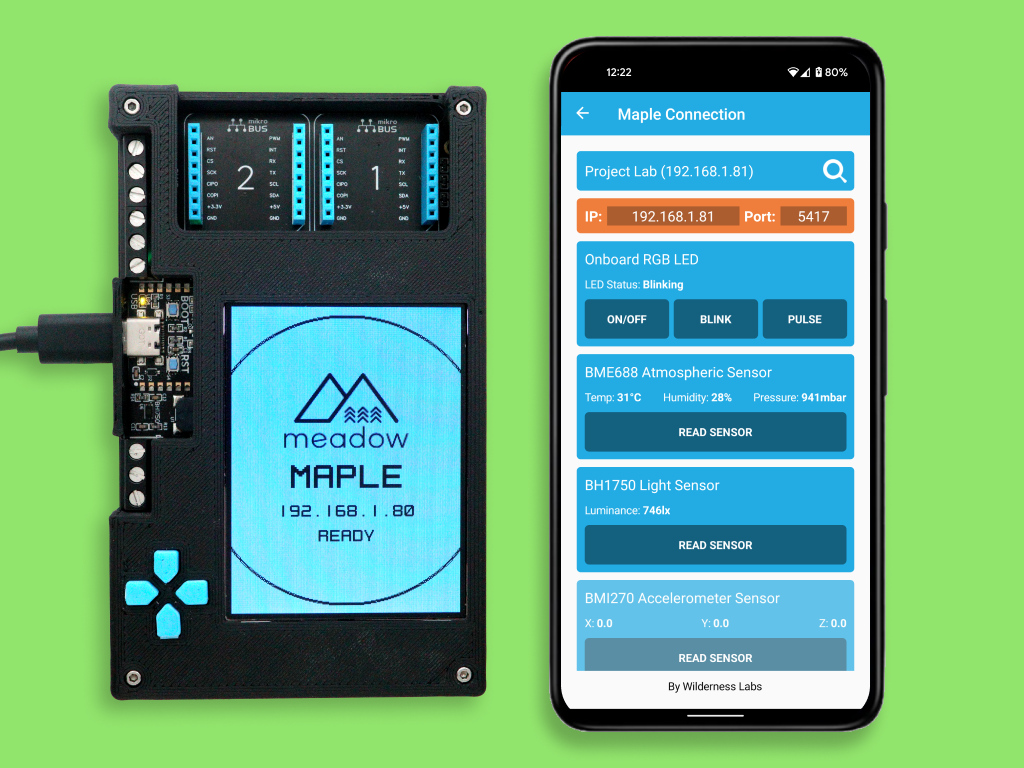 mikro
BUS
mikro
BUS
AN
RST
CS
SCK
CIPO
COPI
+3.3V
GND
2
PWM
INT
RX
TX
SCL
SDA
+5V
GND
AN
RST
CS
SCK
CIPO
COPI
+3.3V
GND
1
PWM
INT
RX
TX
SCL
SDA
+5V
GND
USB
BOOT
RST
meadow
MAPLE
192.168.1.80
READY
12:22
80%
Maple Connection
Project Lab (192.168.1.81)
IP: 192.168.1.81 Port: 5417
Onboard RGB LED
LED Status: Blinking
ON/OFF BLINK PULSE
BME688 Atmospheric Sensor
Temp: 31°C Humidity: 28% Pressure: 941mbar
READ SENSOR
BH1750 Light Sensor
Luminance: 746lx
READ SENSOR
BMI270 Accelerometer Sensor
X: 0.0 Y: 0.0 Z: 0.0
READ SENSOR
By Wilderness Labs